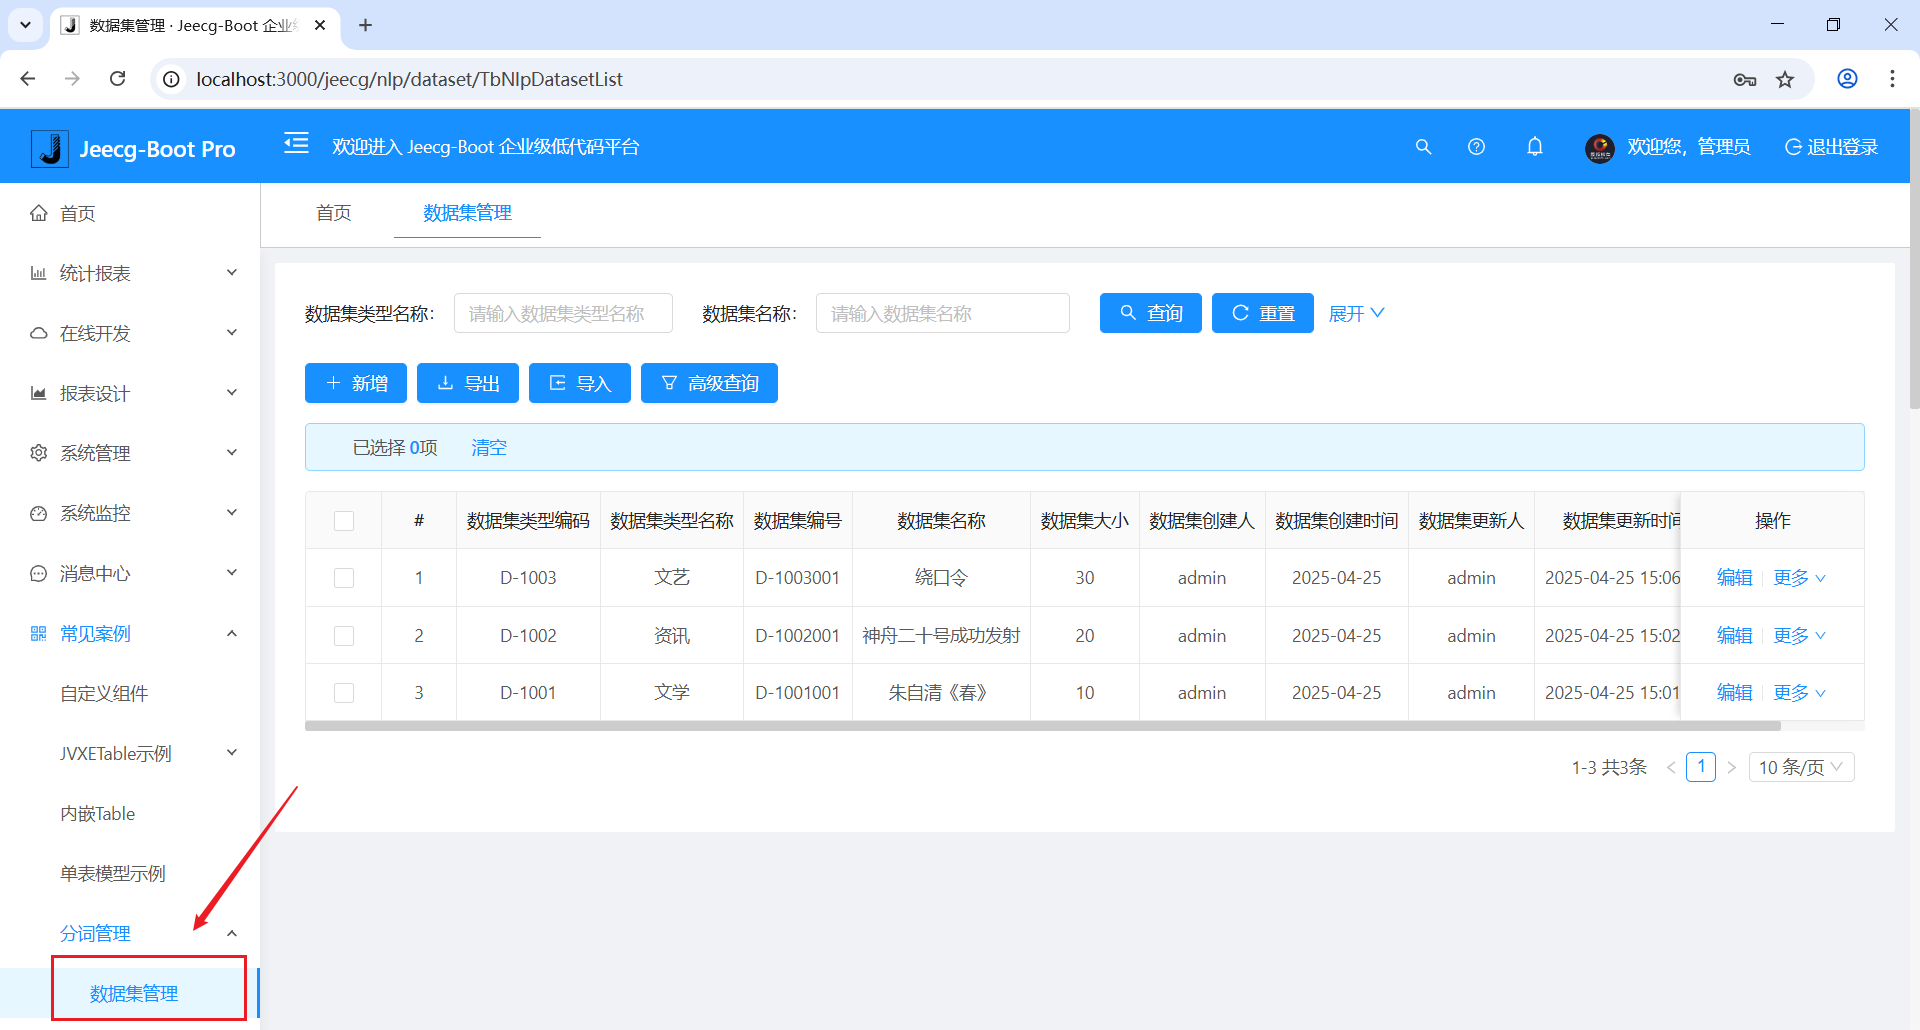 数据集管理 · Jeecg-Boot 企业
localhost:3000/jeecg/nlp/dataset/TbNlpDatasetList
Jeecg-Boot Pro
欢迎进入 Jeecg-Boot 企业级低代码平台
欢迎您，管理员
退出登录
首页
统计报表
在线开发
报表设计
系统管理
系统监控
消息中心
常见案例
自定义组件
JVXETable示例
内嵌Table
单表模型示例
分词管理
数据集管理
首页 数据集管理
数据集类型名称： 请输入数据集类型名称 数据集名称： 请输入数据集名称 查询 重置 展开
新增 导出 导入 高级查询
已选择 0项 清空
# 数据集类型编码 数据集类型名称 数据集编号 数据集名称 数据集大小 数据集创建人 数据集创建时间 数据集更新人 数据集更新时间 操作
1 D-1003 文艺 D-1003001 绕口令 30 admin 2025-04-25 admin 2025-04-25 15:06 编辑 更多
2 D-1002 资讯 D-1002001 神舟二十号成功发射 20 admin 2025-04-25 admin 2025-04-25 15:02 编辑 更多
3 D-1001 文学 D-1001001 朱自清《春》 10 admin 2025-04-25 admin 2025-04-25 15:01 编辑 更多
1-3 共3条 1 10 条/页